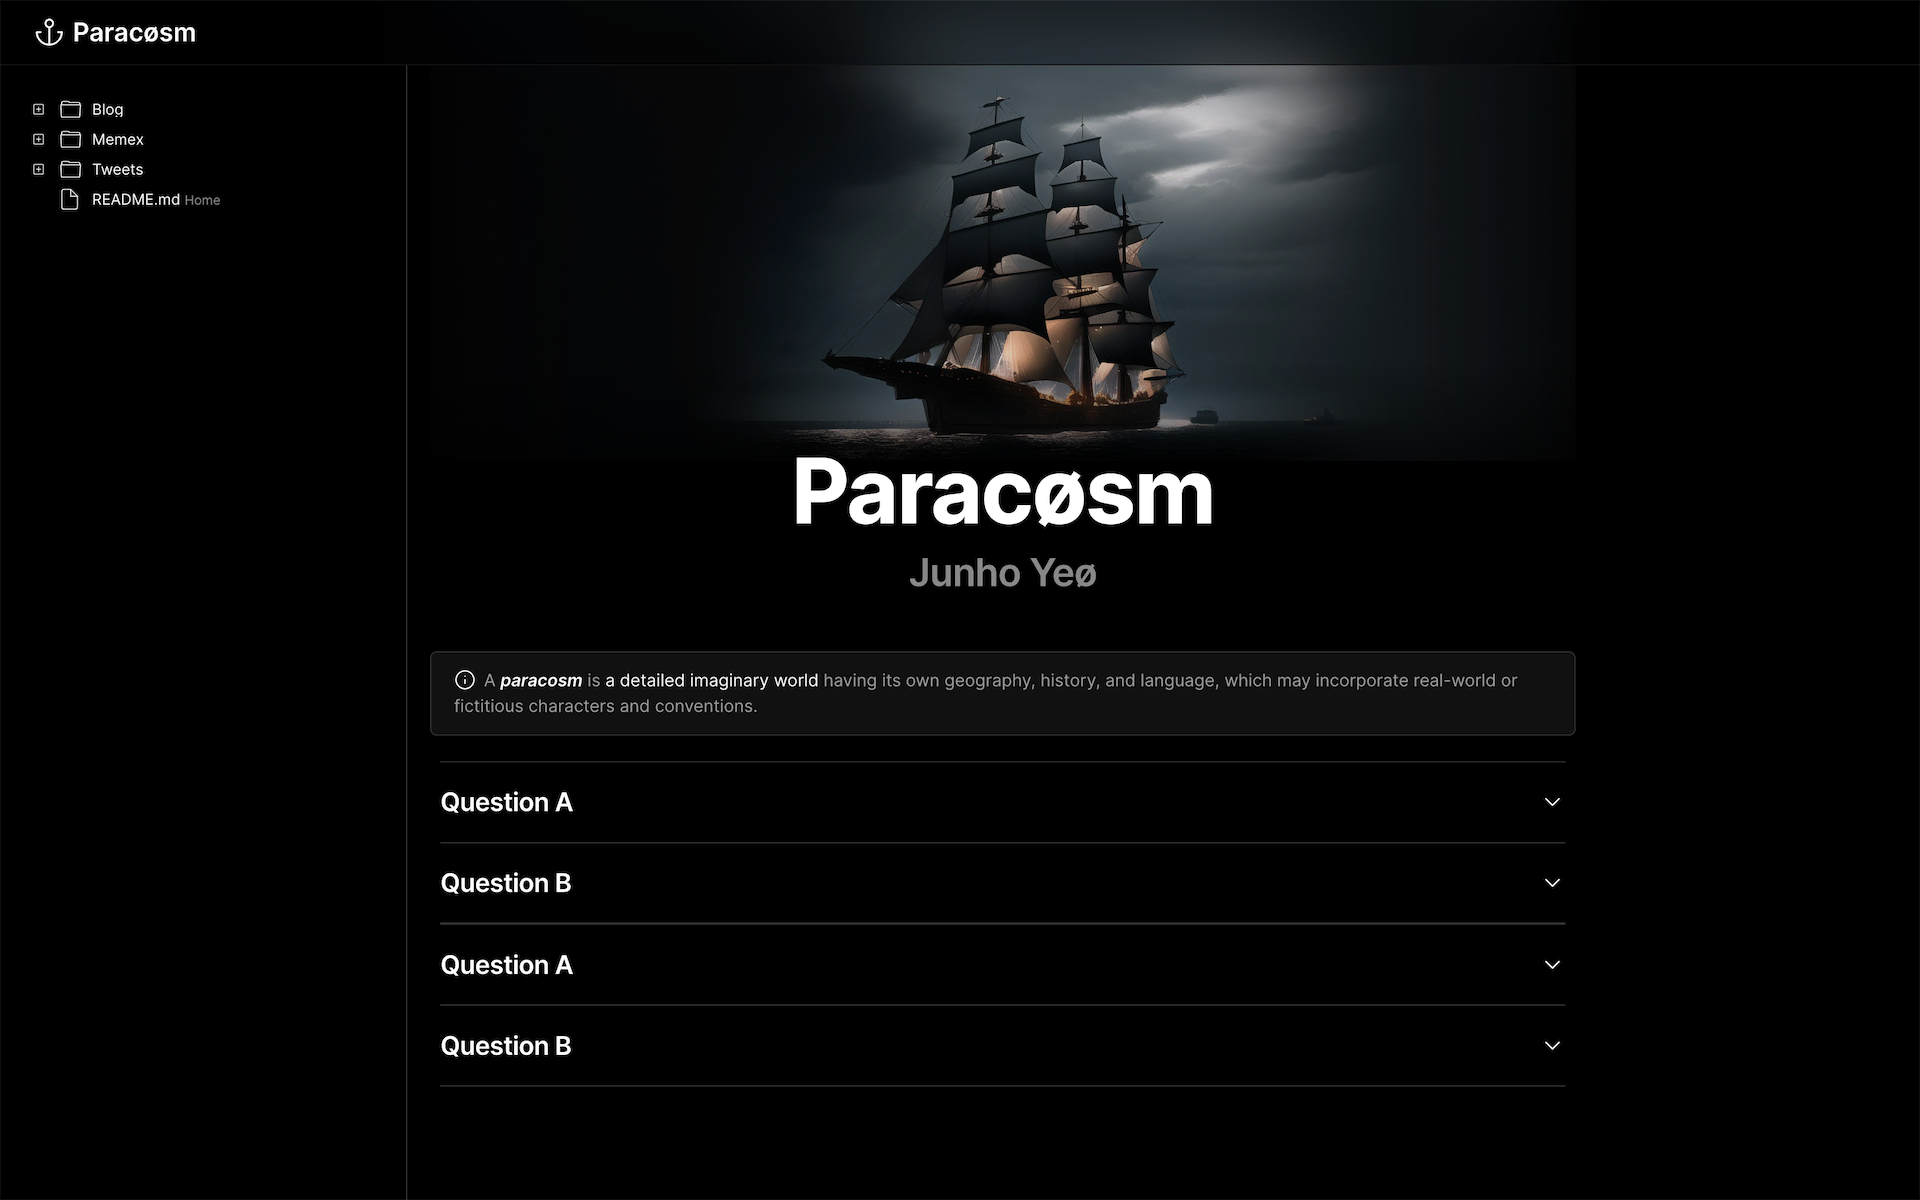 Paracøsm
Blog
Memex
Tweets
README.md Home
Paracøsm
Junho Yeø
A paracosm is a detailed imaginary world having its own geography, history, and language, which may incorporate real-world or
fictitious characters and conventions.
Question A
Question B
Question A
Question B